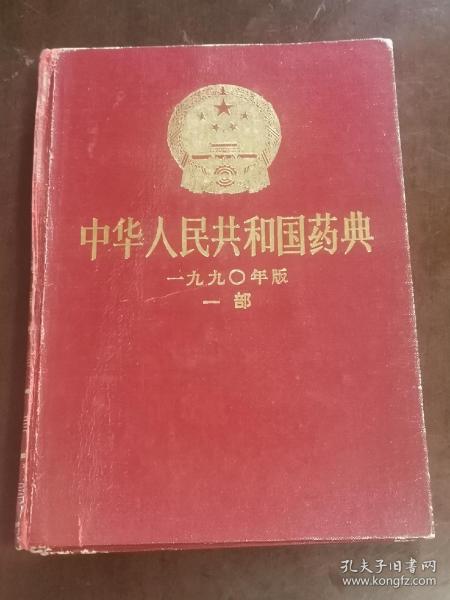 中华人民共和国药典
一九九〇年版
一部
孔夫子旧书网
www.kongfz.com